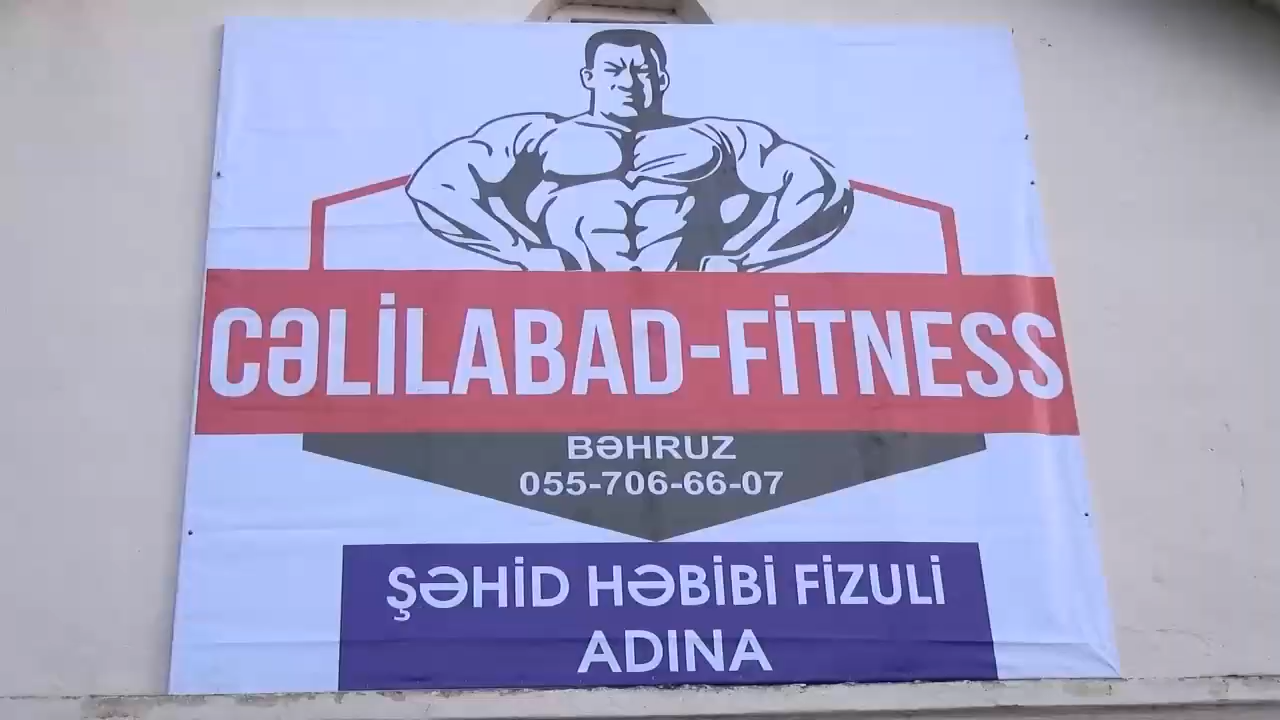 CƏLİLABAD-FİTNESS
BƏHRUZ
055-706-66-07
ŞƏHİD HƏBİBİ FİZULİ
ADINA